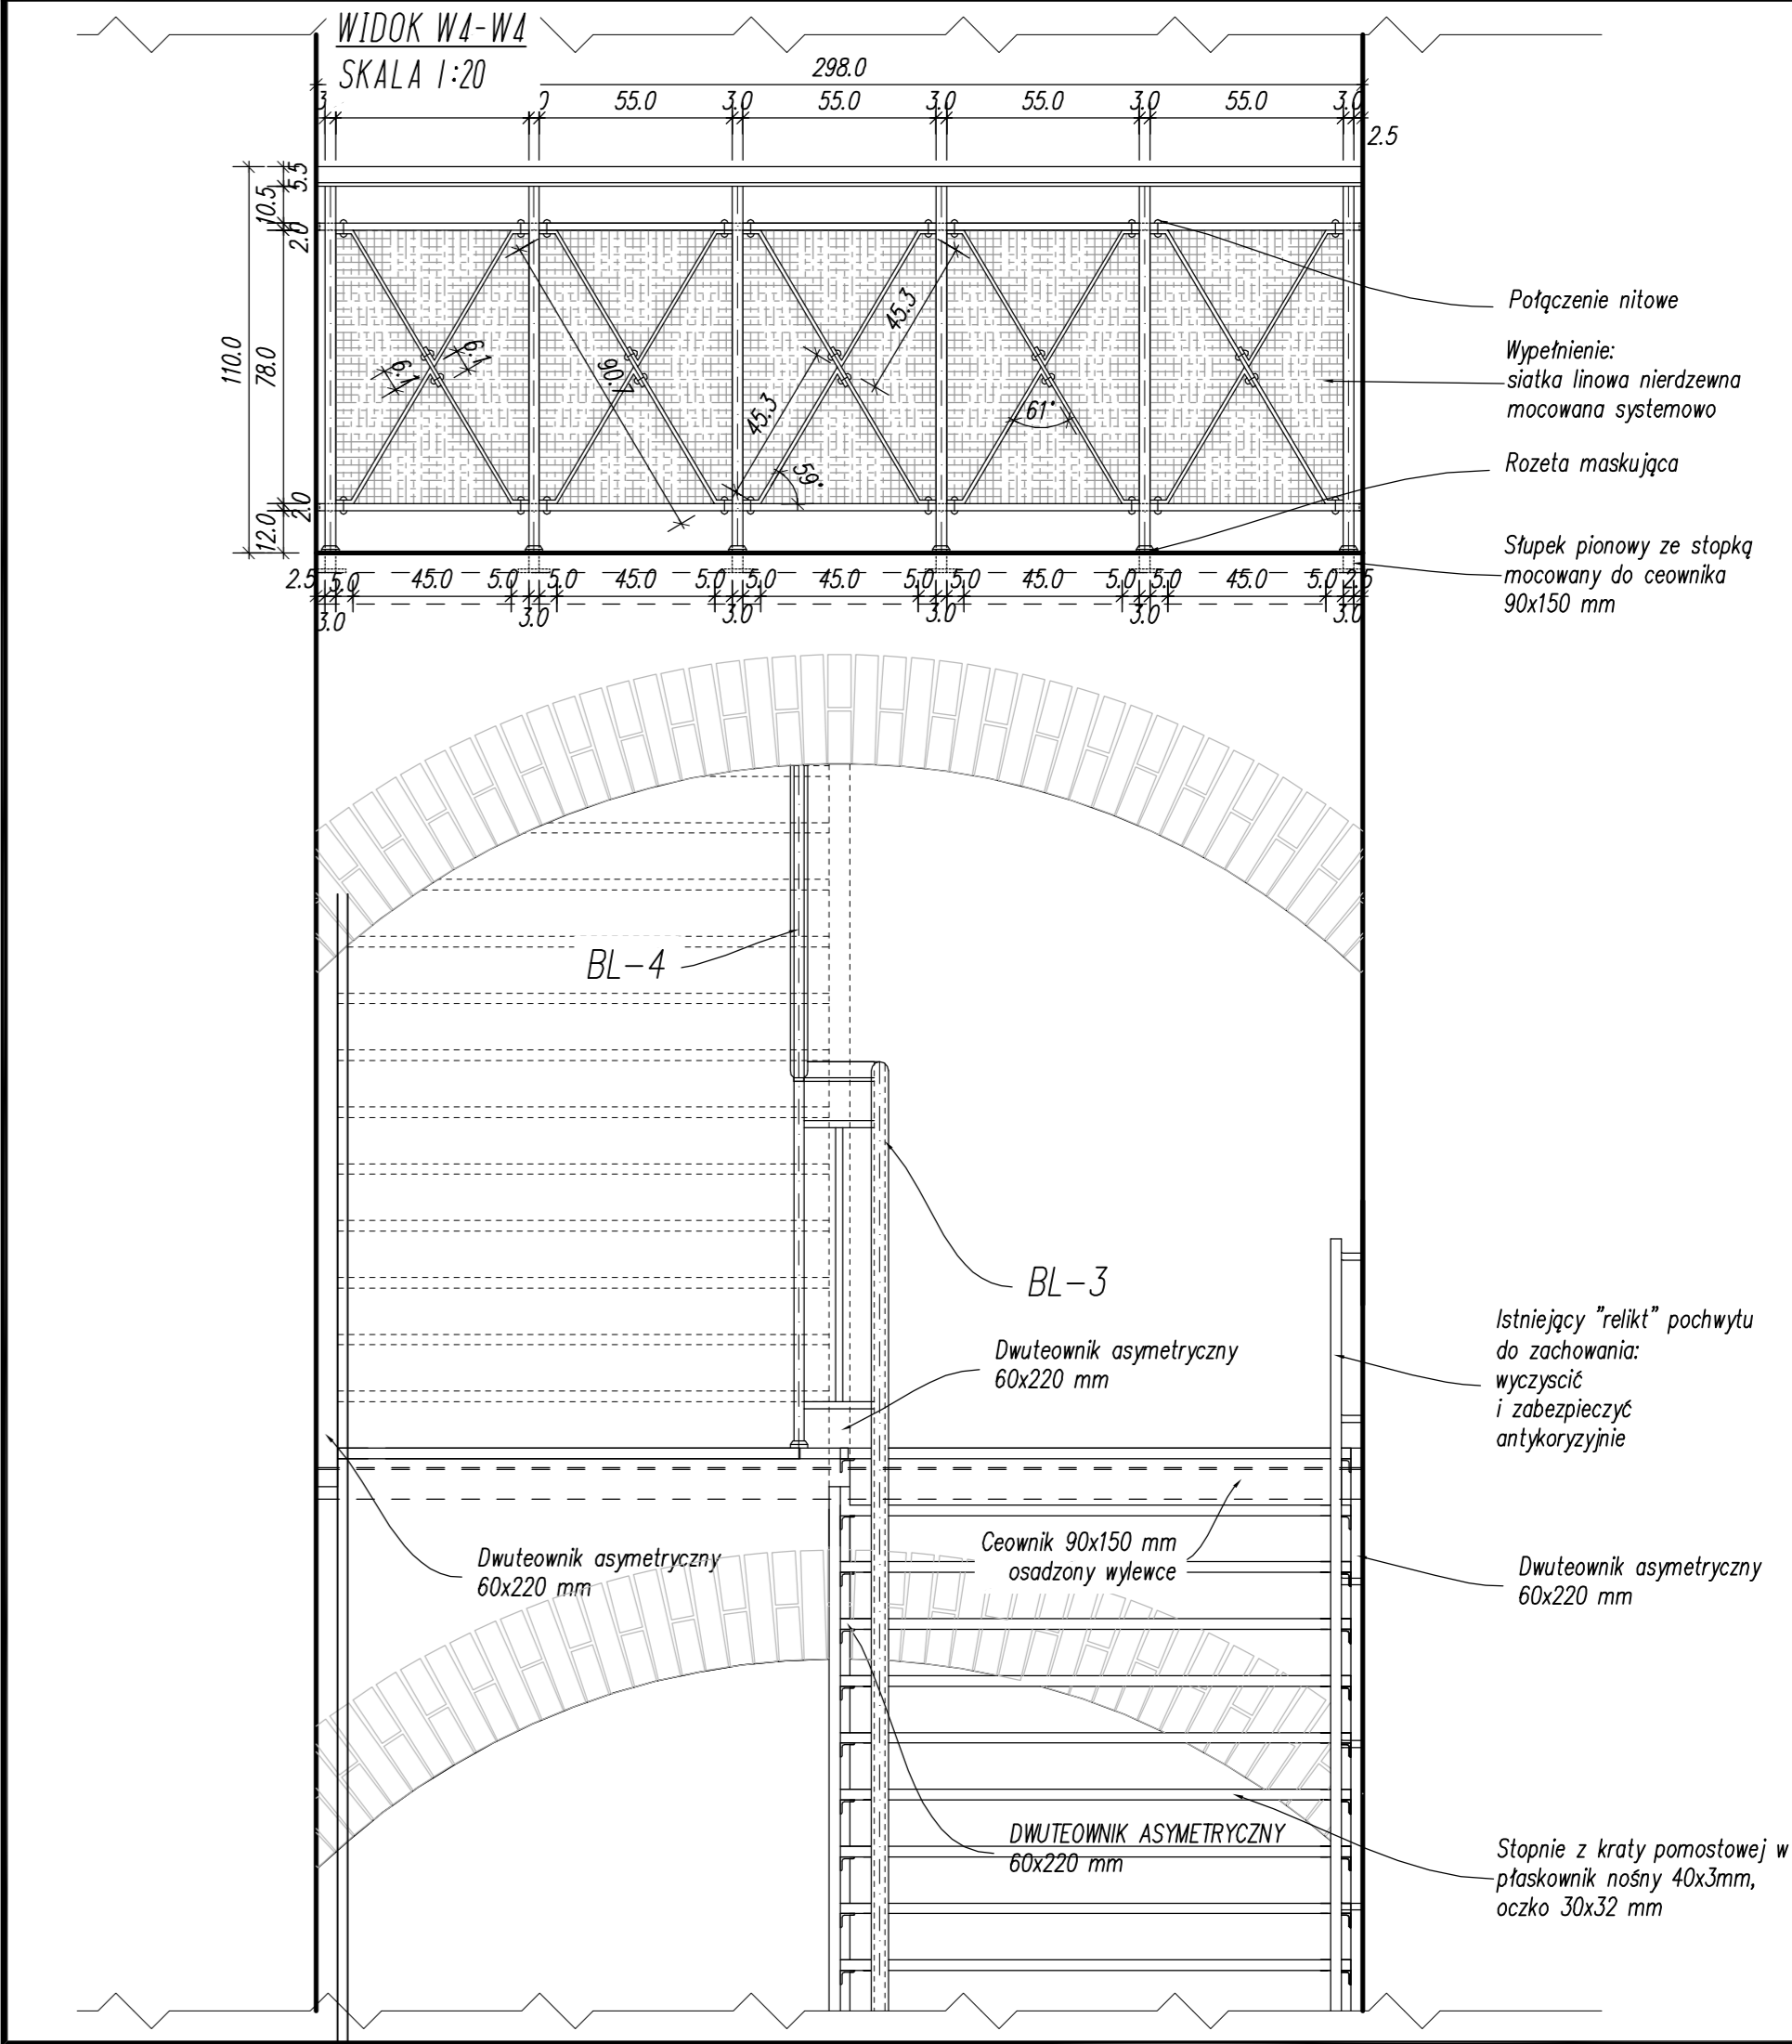 WIDOK W4-W4
SKALA 1:20
298.0
3.0 55.0 3.0 55.0 3.0 55.0 3.0 55.0 3.0
2.5
5.5
10.5
2.0
110.0
78.0
2.0
12.0
6.1
6.1
90.7
45.3
45.3
59°
61°
2.5 5.0 45.0 5.0 5.0 45.0 5.0 5.0 45.0 5.0 5.0 45.0 5.0 5.0 45.0 5.0 2.5
3.0 3.0 3.0 3.0 3.0 3.0
Połączenie nitowe
Wypełnienie:
siatka linowa nierdzewna
mocowana systemowo
Rozeta maskująca
Słupek pionowy ze stopką
mocowany do ceownika
90x150 mm
BL-4
BL-3
Dwuteownik asymetryczny
60x220 mm
Istniejący "relikt" pochwytu
do zachowania:
wyczyscić
i zabezpieczyć
antykoryzyjnie
Dwuteownik asymetryczny
60x220 mm
Ceownik 90x150 mm
osadzony wylewce
Dwuteownik asymetryczny
60x220 mm
DWUTEOWNIK ASYMETRYCZNY
60x220 mm
Stopnie z kraty pomostowej w
płaskownik nośny 40x3mm,
oczko 30x32 mm